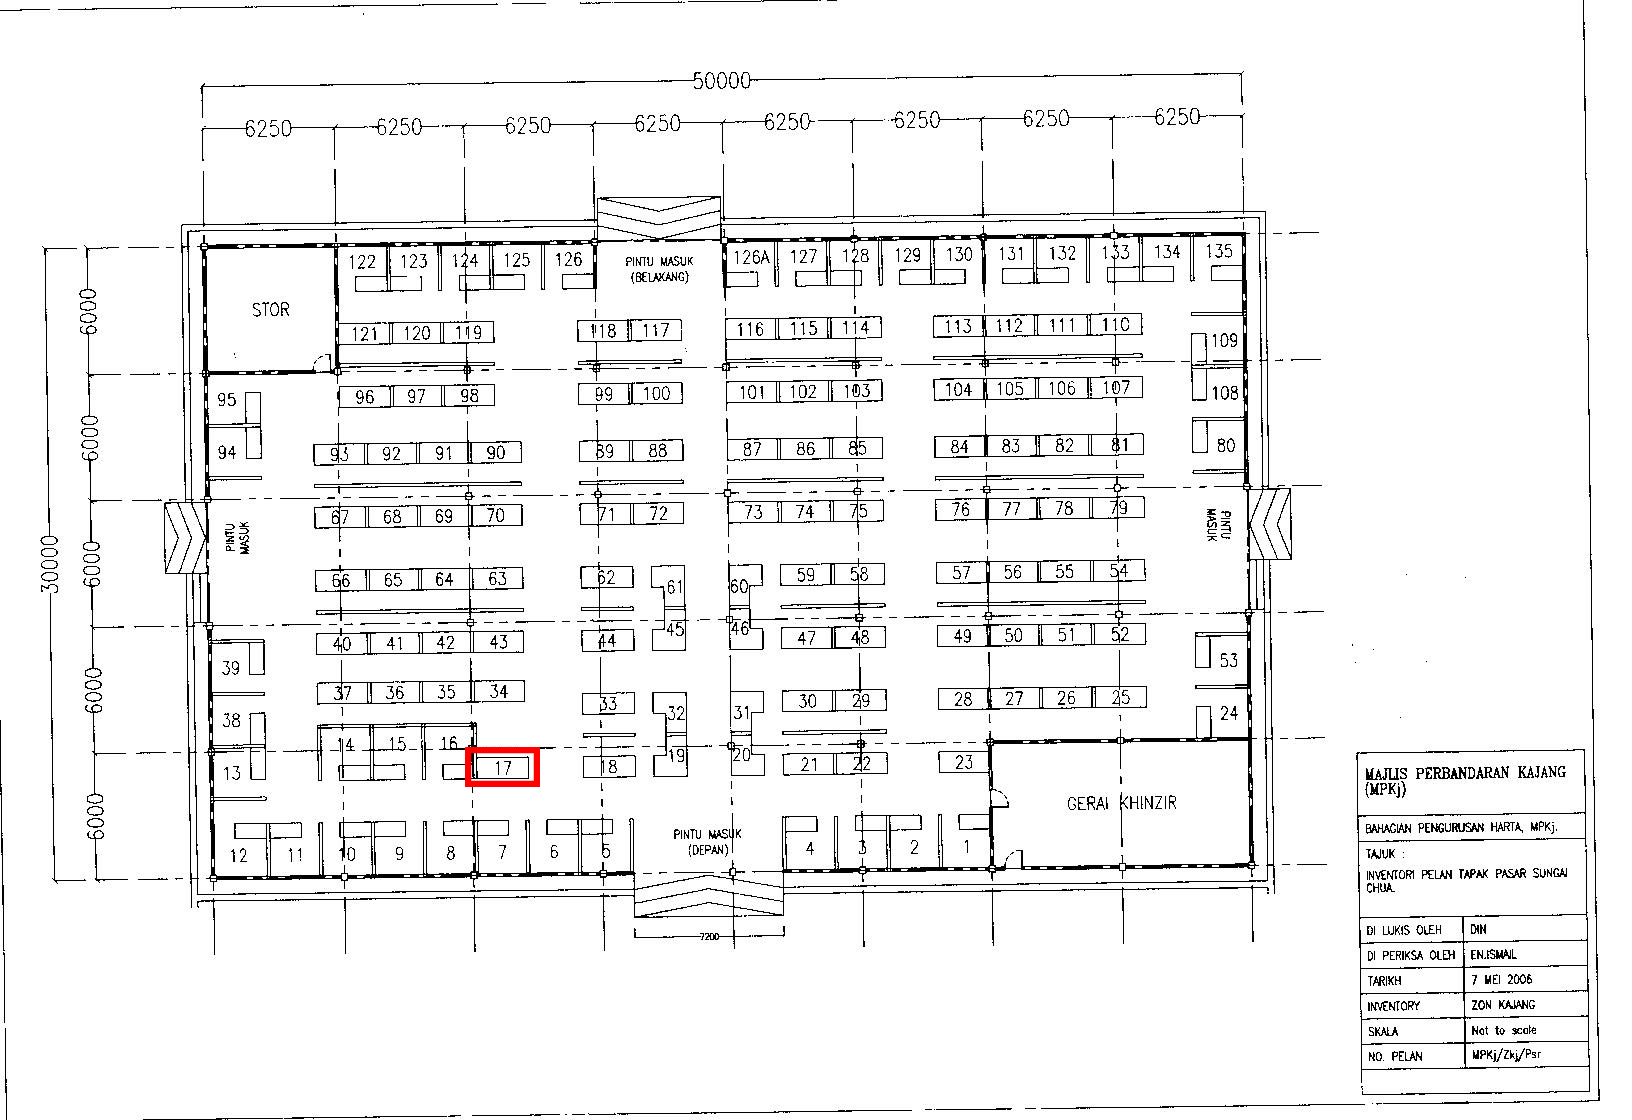 50000
6250 6250 6250 6250 6250 6250 6250 6250
30000
6000
6000
6000
6000
6000
122 123 124 125 126
PINTU MASUK
(BELAKANG)
126A 127 128 129 130 131 132 133 134 135
STOR
121 120 119 118 117 116 115 114 113 112 111 110
109
95
96 97 98 99 100 101 102 103 104 105 106 107
108
94
93 92 91 90 89 88 87 86 85 84 83 82 81
80
PINTU
MASUK
67 68 69 70 71 72 73 74 75 76 77 78 79
PINTU
MASUK
66 65 64 63 62 61 60 59 58 57 56 55 54
40 41 42 43 44 45 46 47 48 49 50 51 52
39
53
37 36 35 34 33 32 31 30 29 28 27 26 25
38
24
14 15 16
13
17 18 19 20 21 22 23
GERAI KHINZIR
12 11 10 9 8 7 6 5
PINTU MASUK
(DEPAN)
4 3 2 1
7200
MAJLIS PERBANDARAN KAJANG
(MPKj)
BAHAGIAN PENGURUSAN HARTA, MPKj.
TAJUK :
INVENTORI PELAN TAPAK PASAR SUNGAI
CHUA.
DI LUKIS OLEH DIN
DI PERIKSA OLEH EN.ISMAIL
TARIKH 7 MEI 2006
INVENTORY ZON KAJANG
SKALA Not to scale
NO. PELAN MPKj/Zkj/Psr